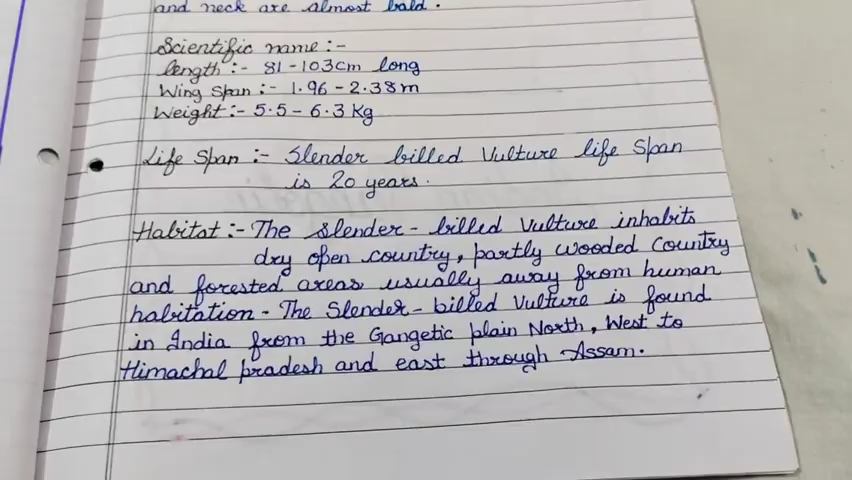 and neck are almost bald.
Scientific name :-
length :- 81-103cm long
Wing Span :- 1.96-2.38m
Weight :- 5.5-6.3 Kg
Life Span :- Slender billed Vulture life Span
is 20 years.
Habitat :- The Slender-billed Vulture inhabits
dry open country, partly wooded Country
and forested areas usually away from human
habitation - The Slender-billed Vulture is found
in India from the Gangetic plain North, West to
Himachal pradesh and east through Assam.